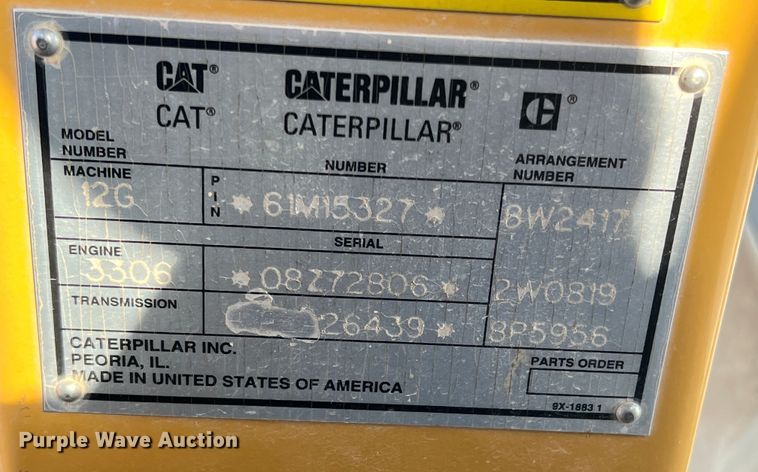 CAT® CATERPILLAR® ®
CAT® CATERPILLAR®
MODEL NUMBER NUMBER ARRANGEMENT NUMBER
MACHINE 12G PIN *61M15327* 8W2417
SERIAL
ENGINE 3306 *08Z72806* 2W0819
TRANSMISSION 26439* 8P5956
CATERPILLAR INC.
PEORIA, IL. PARTS ORDER
MADE IN UNITED STATES OF AMERICA
9X-1883 1
Purple Wave Auction